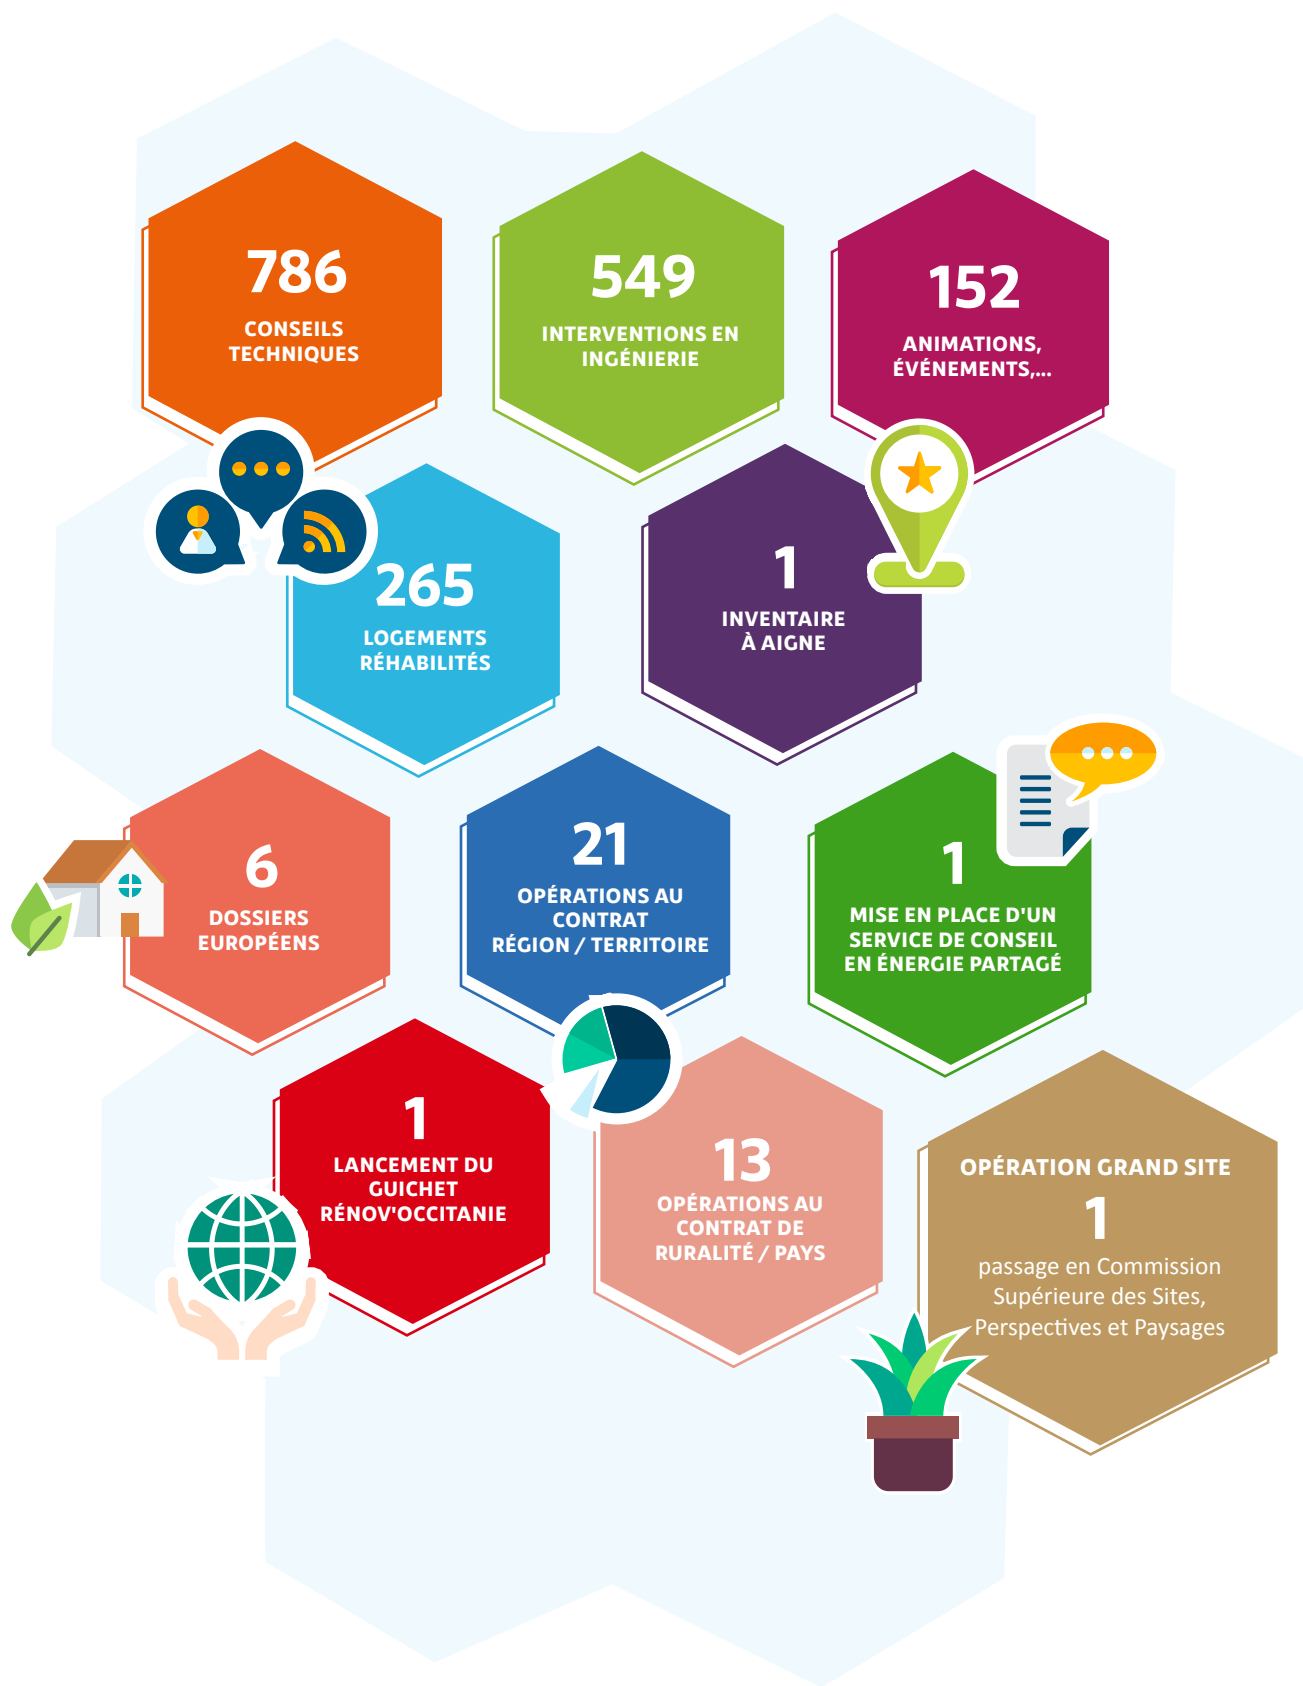 786
CONSEILS
TECHNIQUES
549
INTERVENTIONS EN
INGÉNIERIE
152
ANIMATIONS,
ÉVÉNEMENTS,...
265
LOGEMENTS
RÉHABILITÉS
1
INVENTAIRE
À AIGNE
6
DOSSIERS
EUROPÉENS
21
OPÉRATIONS AU
CONTRAT
RÉGION / TERRITOIRE
1
MISE EN PLACE D'UN
SERVICE DE CONSEIL
EN ÉNERGIE PARTAGÉ
1
LANCEMENT DU
GUICHET
RÉNOV'OCCITANIE
13
OPÉRATIONS AU
CONTRAT DE
RURALITÉ / PAYS
OPÉRATION GRAND SITE
1
passage en Commission
Supérieure des Sites,
Perspectives et Paysages